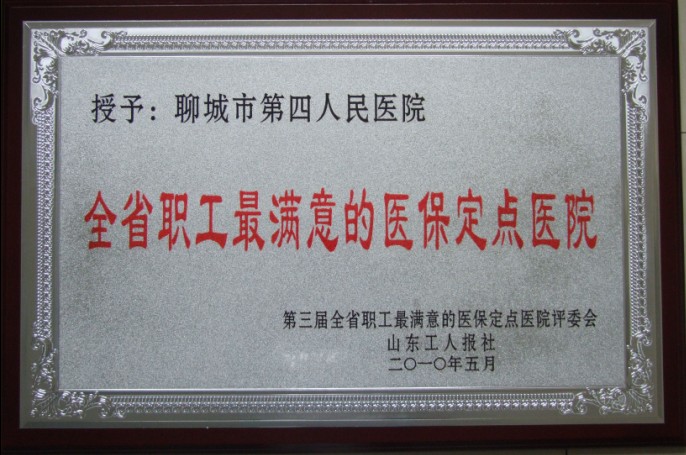 授予：聊城市第四人民医院
全省职工最满意的医保定点医院
第三届全省职工最满意的医保定点医院评委会
山东工人报社
二〇一〇年五月